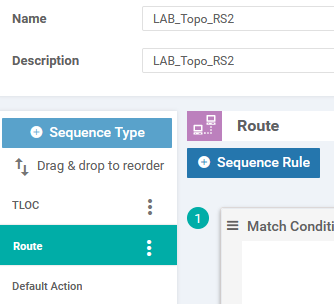 Name
LAB_Topo_RS2
Description
LAB_Topo_RS2
Sequence Type
Drag & drop to reorder
TLOC
Route
Default Action
Route
Sequence Rule
1
Match Conditi